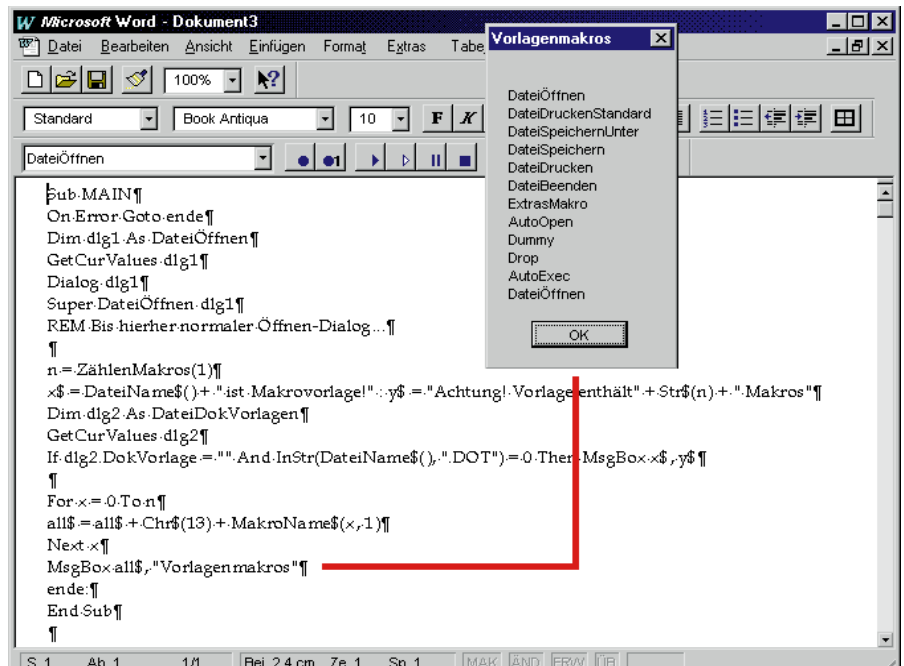 Microsoft Word - Dokument3
Datei Bearbeiten Ansicht Einfügen Format Extras Tabe
100%
Standard Book Antiqua 10 F K
DateiÖffnen
Vorlagenmakros
DateiÖffnen
DateiDruckenStandard
DateiSpeichernUnter
DateiSpeichern
DateiDrucken
DateiBeenden
ExtrasMakro
AutoOpen
Dummy
Drop
AutoExec
DateiÖffnen
OK
Sub·MAIN¶
On·Error·Goto·ende¶
Dim·dlg1·As·DateiÖffnen¶
GetCurValues·dlg1¶
Dialog·dlg1¶
Super·DateiÖffnen·dlg1¶
REM·Bis·hierher·normaler·Öffnen-Dialog...¶
¶
n·=·ZählenMakros(1)¶
x$·=·DateiName$()·+·"·ist·Makrovorlage!"·:·y$·=·"Achtung!·Vorlage·enthält"·+·Str$(n)·+·"·Makros"¶
Dim·dlg2·As·DateiDokVorlagen¶
GetCurValues·dlg2¶
If·dlg2.DokVorlage·=·""·And·InStr(DateiName$(),·".DOT")·=·0·Then·MsgBox·x$,·y$¶
¶
For·x·=·0·To·n¶
all$·=·all$·+·Chr$(13)·+·MakroName$(x,·1)¶
Next·x¶
MsgBox·all$,·"Vorlagenmakros"¶
ende:¶
End·Sub¶
¶
S 1 Ab 1 1/1 Bei 2,4 cm Ze 1 Sp 1 MAK ÄND ERW ÜB